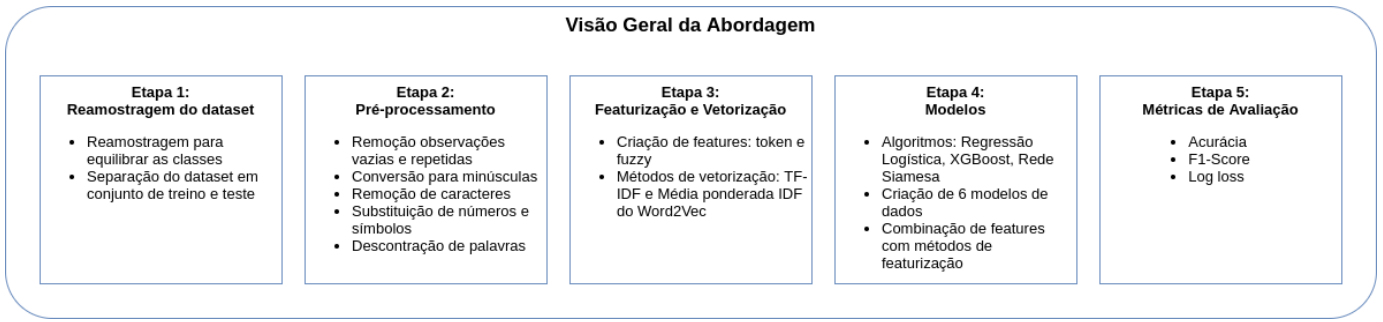 Visão Geral da Abordagem
Etapa 1:
Reamostragem do dataset
• Reamostragem para
equilibrar as classes
• Separação do dataset em
conjunto de treino e teste
Etapa 2:
Pré-processamento
• Remoção observações
vazias e repetidas
• Conversão para minúsculas
• Remoção de caracteres
• Substituição de números e
símbolos
• Descontração de palavras
Etapa 3:
Featurização e Vetorização
• Criação de features: token e
fuzzy
• Métodos de vetorização: TF-
IDF e Média ponderada IDF
do Word2Vec
Etapa 4:
Modelos
• Algoritmos: Regressão
Logística, XGBoost, Rede
Siamesa
• Criação de 6 modelos de
dados
• Combinação de features
com métodos de
featurização
Etapa 5:
Métricas de Avaliação
• Acurácia
• F1-Score
• Log loss